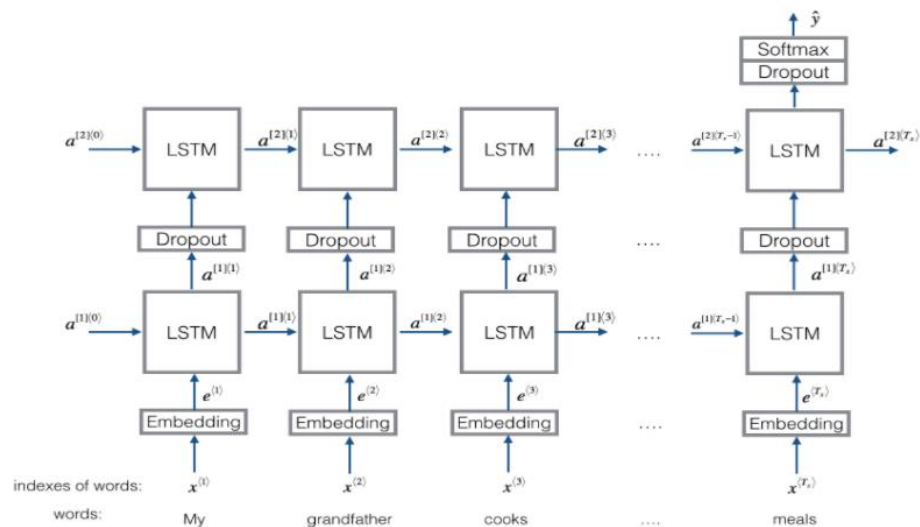 ŷ
Softmax
Dropout
a^{[2]⟨0⟩} LSTM a^{[2]⟨1⟩} LSTM a^{[2]⟨2⟩} LSTM a^{[2]⟨3⟩} .... a^{[2]⟨Tₓ-1⟩} LSTM a^{[2]⟨Tₓ⟩}
Dropout Dropout Dropout .... Dropout
a^{[1]⟨1⟩} a^{[1]⟨2⟩} a^{[1]⟨3⟩} a^{[1]⟨Tₓ⟩}
a^{[1]⟨0⟩} LSTM a^{[1]⟨1⟩} LSTM a^{[1]⟨2⟩} LSTM a^{[1]⟨3⟩} .... a^{[1]⟨Tₓ-1⟩} LSTM
e^{⟨1⟩} e^{⟨2⟩} e^{⟨3⟩} e^{⟨Tₓ⟩}
Embedding Embedding Embedding .... Embedding
indexes of words: x^{⟨1⟩} x^{⟨2⟩} x^{⟨3⟩} x^{⟨Tₓ⟩}
words: My grandfather cooks .... meals